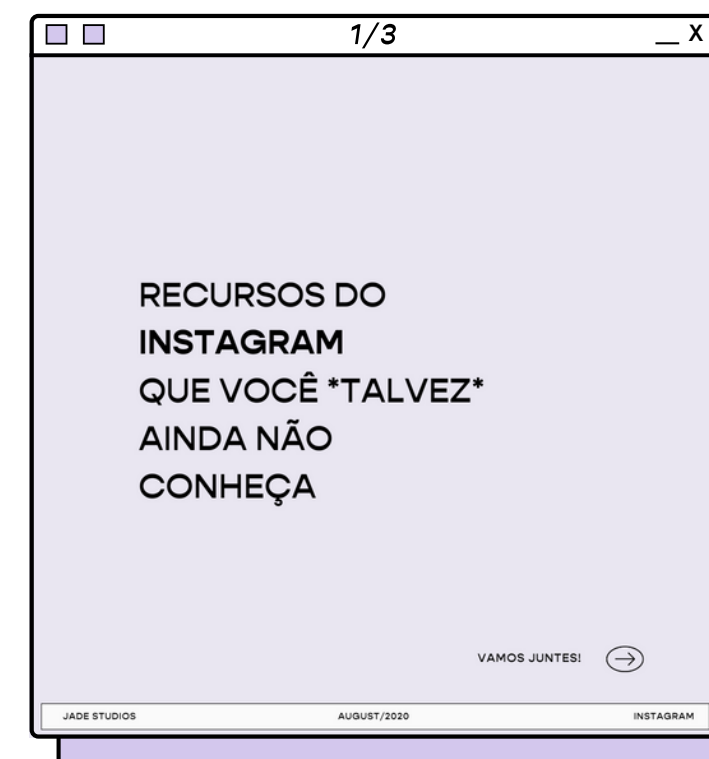 1/3
_ X
RECURSOS DO
INSTAGRAM
QUE VOCÊ *TALVEZ*
AINDA NÃO
CONHEÇA
VAMOS JUNTES!
JADE STUDIOS
AUGUST/2020
INSTAGRAM